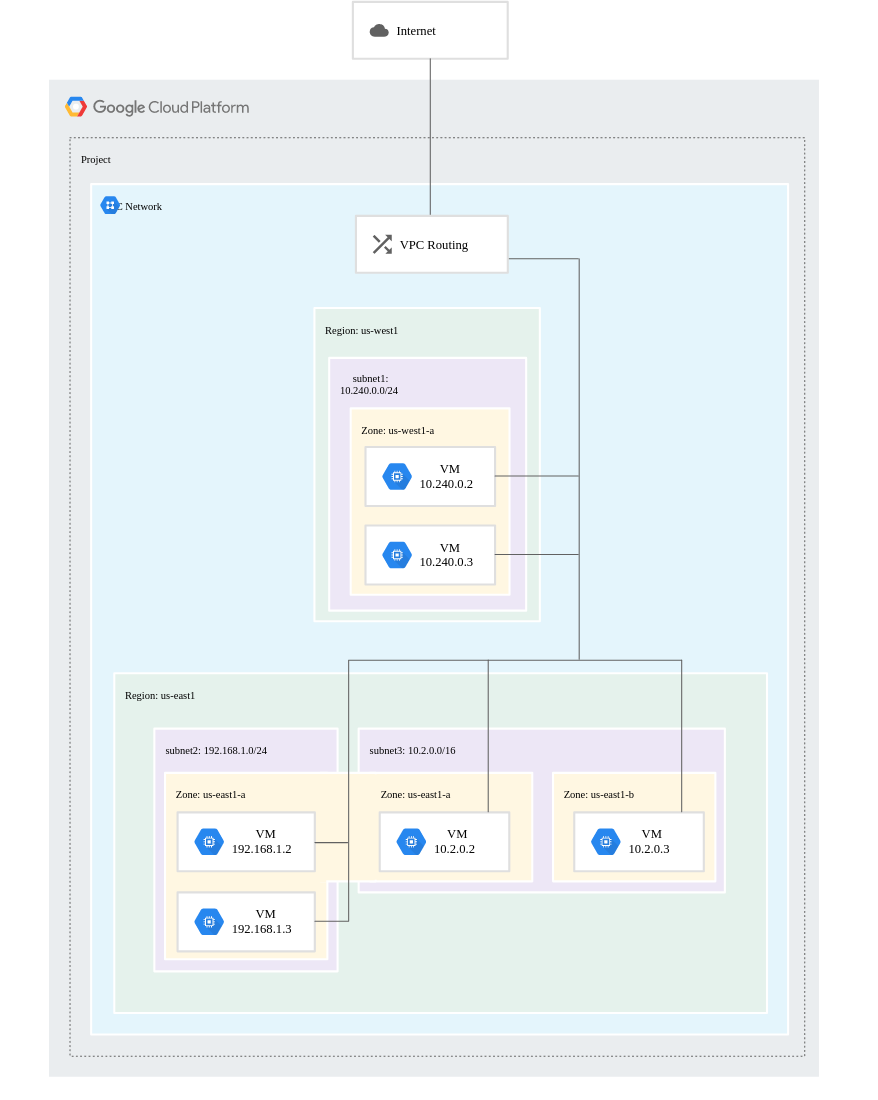 Internet
Google Cloud Platform
Project
C Network
VPC Routing
Region: us-west1
subnet1:
10.240.0.0/24
Zone: us-west1-a
VM
10.240.0.2
VM
10.240.0.3
Region: us-east1
subnet2: 192.168.1.0/24
subnet3: 10.2.0.0/16
Zone: us-east1-a
Zone: us-east1-a
Zone: us-east1-b
VM
192.168.1.2
VM
10.2.0.2
VM
10.2.0.3
VM
192.168.1.3